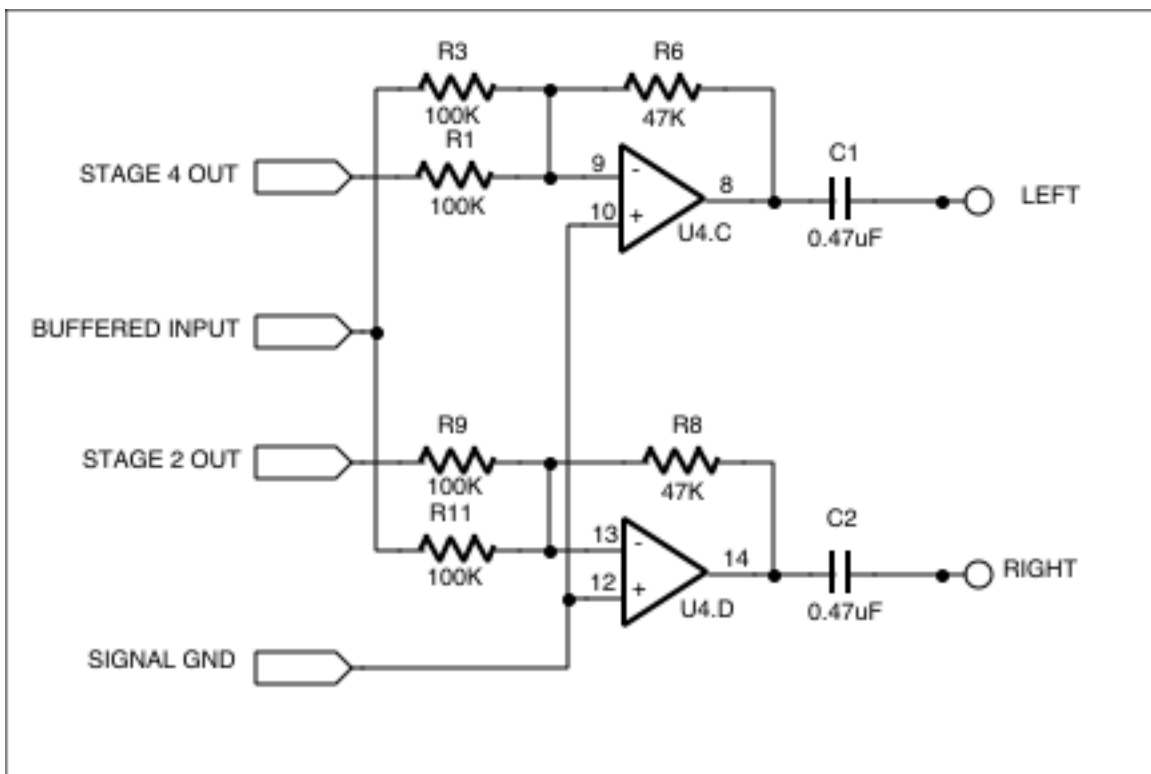 R3
R6
100K
47K
R1
C1
STAGE 4 OUT
9
-
8
LEFT
100K
10
+
U4.C
0.47uF
BUFFERED INPUT
R9
R8
STAGE 2 OUT
100K
47K
R11
C2
13
-
14
RIGHT
100K
12
+
U4.D
0.47uF
SIGNAL GND